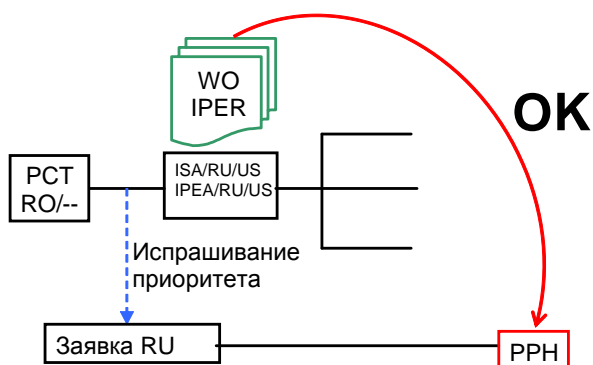 WO
IPER
OK
PCT
RO/--
ISA/RU/US
IPEA/RU/US
Испрашивание
приоритета
Заявка RU
PPH